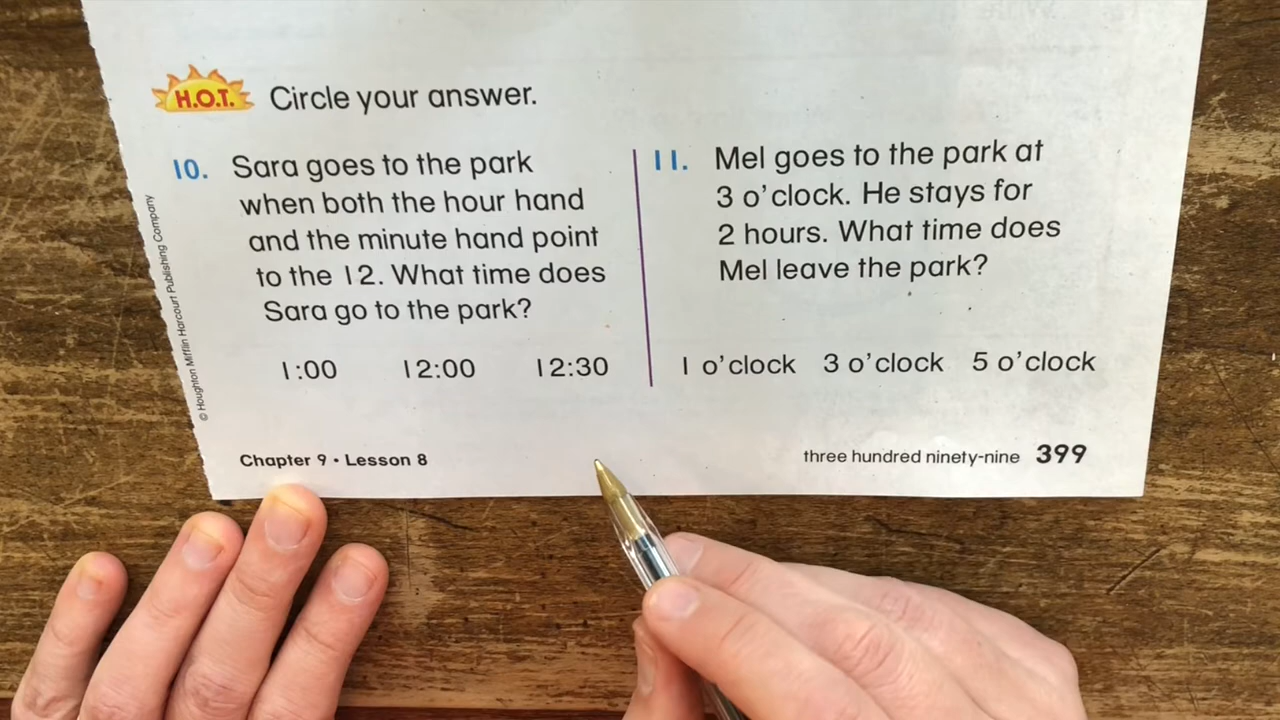 H.O.T. Circle your answer.
10. Sara goes to the park
when both the hour hand
and the minute hand point
to the 12. What time does
Sara go to the park?
1:00 12:00 12:30
11. Mel goes to the park at
3 o'clock. He stays for
2 hours. What time does
Mel leave the park?
1 o'clock 3 o'clock 5 o'clock
© Houghton Mifflin Harcourt Publishing Company
Chapter 9 • Lesson 8
three hundred ninety-nine 399